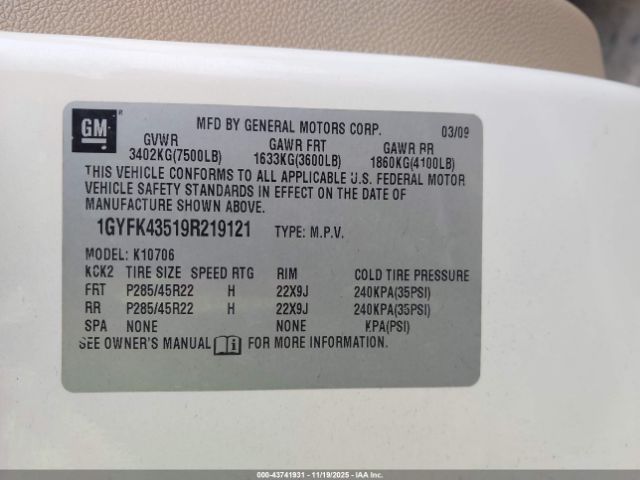 GM
MFD BY GENERAL MOTORS CORP. 03/09
GVWR GAWR FRT GAWR RR
3402KG(7500LB) 1633KG(3600LB) 1860KG(4100LB)
THIS VEHICLE CONFORMS TO ALL APPLICABLE U.S. FEDERAL MOTOR
VEHICLE SAFETY STANDARDS IN EFFECT ON THE DATE OF
MANUFACTURE SHOWN ABOVE.
1GYFK43519R219121 TYPE: M.P.V.
MODEL: K10706
KCK2 TIRE SIZE SPEED RTG RIM COLD TIRE PRESSURE
FRT P285/45R22 H 22X9J 240KPA(35PSI)
RR P285/45R22 H 22X9J 240KPA(35PSI)
SPA NONE NONE KPA(PSI)
SEE OWNER'S MANUAL FOR MORE INFORMATION.
000-43741931 - 11/19/2025 - IAAI Inc.